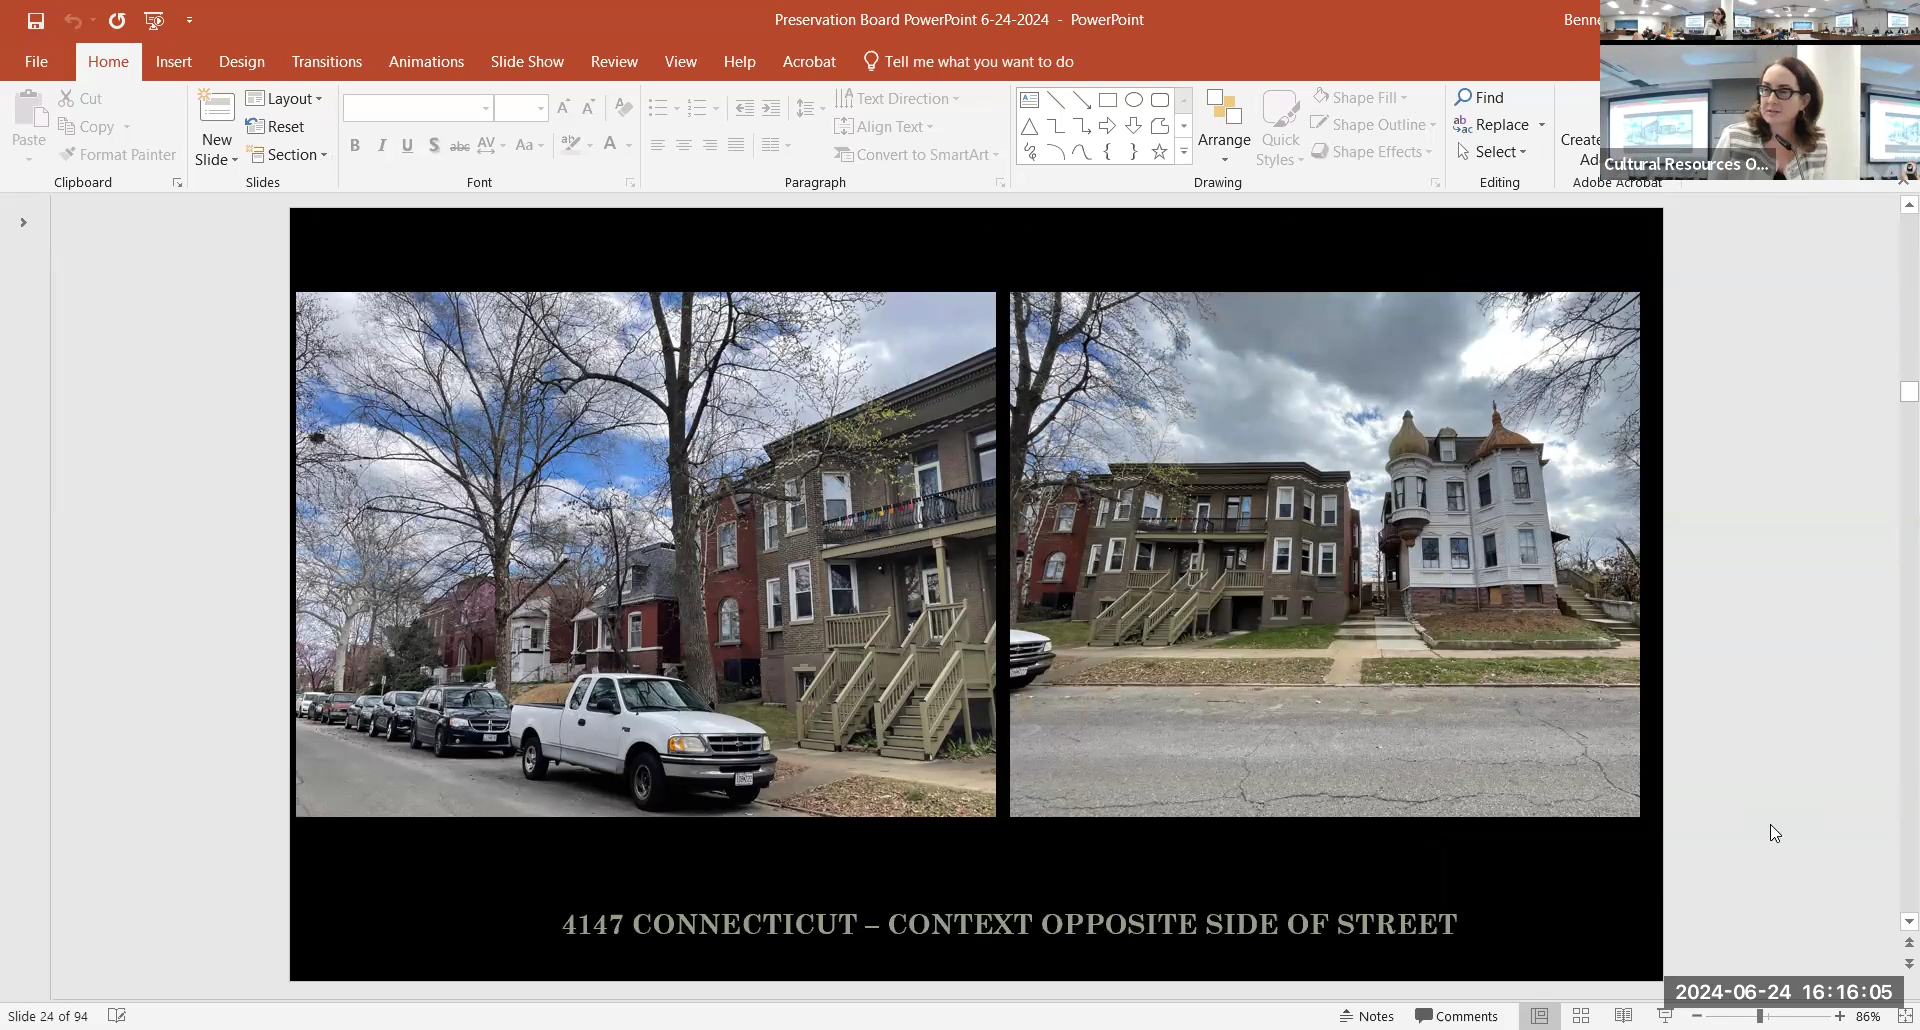 Preservation Board PowerPoint 6-24-2024 - PowerPoint
Benne
File
Home
Insert
Design
Transitions
Animations
Slide Show
Review
View
Help
Acrobat
Tell me what you want to do
Paste
Cut
Copy
Format Painter
Clipboard
New
Slide
Layout
Reset
Section
Slides
B I U S abc AV Aa A
Font
Text Direction
Align Text
Convert to SmartArt
Paragraph
Arrange
Quick
Styles
Shape Fill
Shape Outline
Shape Effects
Drawing
Find
Replace
Select
Editing
Create
Ad
Adobe Acrobat
Cultural Resources O...
4147 CONNECTICUT – CONTEXT OPPOSITE SIDE OF STREET
2024-06-24 16:16:05
Slide 24 of 94
Notes
Comments
86%